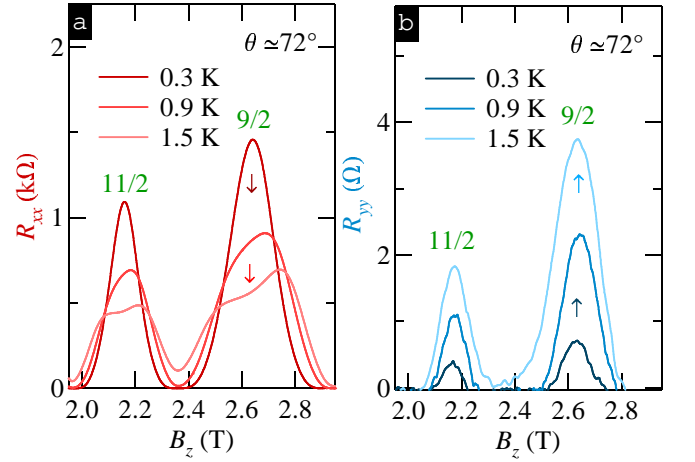 a
θ ≃72°
0.3 K
0.9 K
1.5 K
9/2
11/2
R_xx (kΩ)
2
1
0
2.0 2.2 2.4 2.6 2.8
B_z (T)
b
θ ≃72°
0.3 K
0.9 K
1.5 K
9/2
11/2
R_yy (Ω)
4
2
0
2.0 2.2 2.4 2.6 2.8
B_z (T)